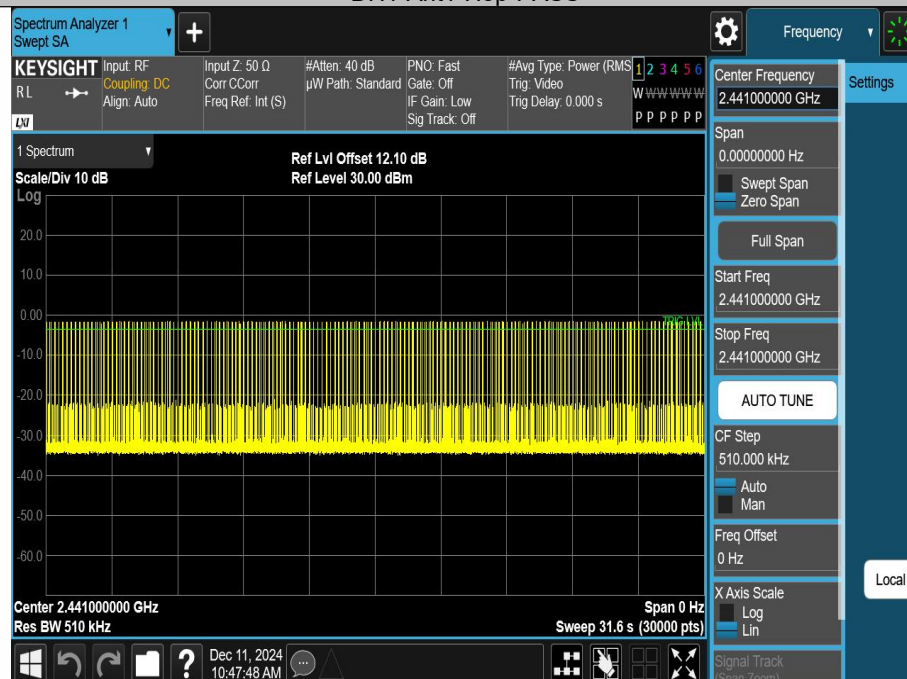 Spectrum Analyzer 1
Swept SA
+
Frequency
KEYSIGHT
RL
LXI
Input: RF
Coupling: DC
Align: Auto
Input Z: 50 Ω
Corr CCorr
Freq Ref: Int (S)
#Atten: 40 dB
µW Path: Standard
PNO: Fast
Gate: Off
IF Gain: Low
Sig Track: Off
#Avg Type: Power (RMS
Trig: Video
Trig Delay: 0.000 s
1 2 3 4 5 6
W W W W W W
P P P P P P
Center Frequency
2.441000000 GHz
Settings
Span
0.00000000 Hz
Swept Span
Zero Span
Full Span
Start Freq
2.441000000 GHz
Stop Freq
2.441000000 GHz
AUTO TUNE
CF Step
510.000 kHz
Auto
Man
Freq Offset
0 Hz
X Axis Scale
Log
Lin
Signal Track
(Span Zoom)
Local
1 Spectrum
Scale/Div 10 dB
Log
Ref Lvl Offset 12.10 dB
Ref Level 30.00 dBm
20.0
10.0
0.00
TRIG LVL
-10.0
-20.0
-30.0
-40.0
-50.0
-60.0
Center 2.441000000 GHz
Res BW 510 kHz
Span 0 Hz
Sweep 31.6 s (30000 pts)
?
Dec 11, 2024
10:47:48 AM